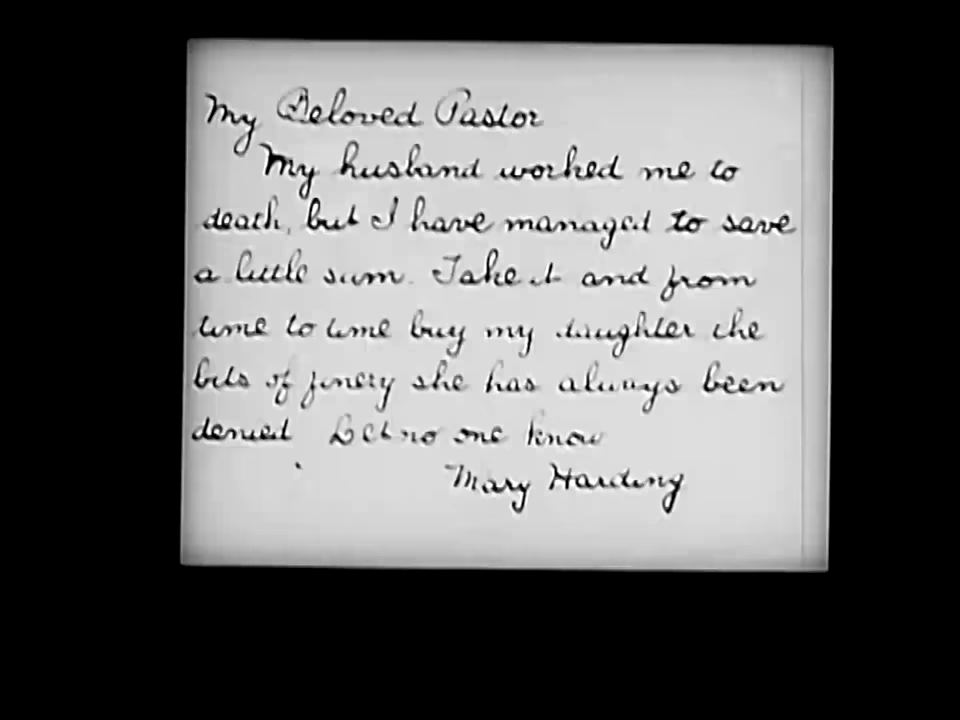 My Beloved Pastor
My husband worked me to
death, but I have managed to save
a little sum. Take it and from
time to time buy my daughter the
bits of finery she has always been
denied Let no one know
Mary Harding